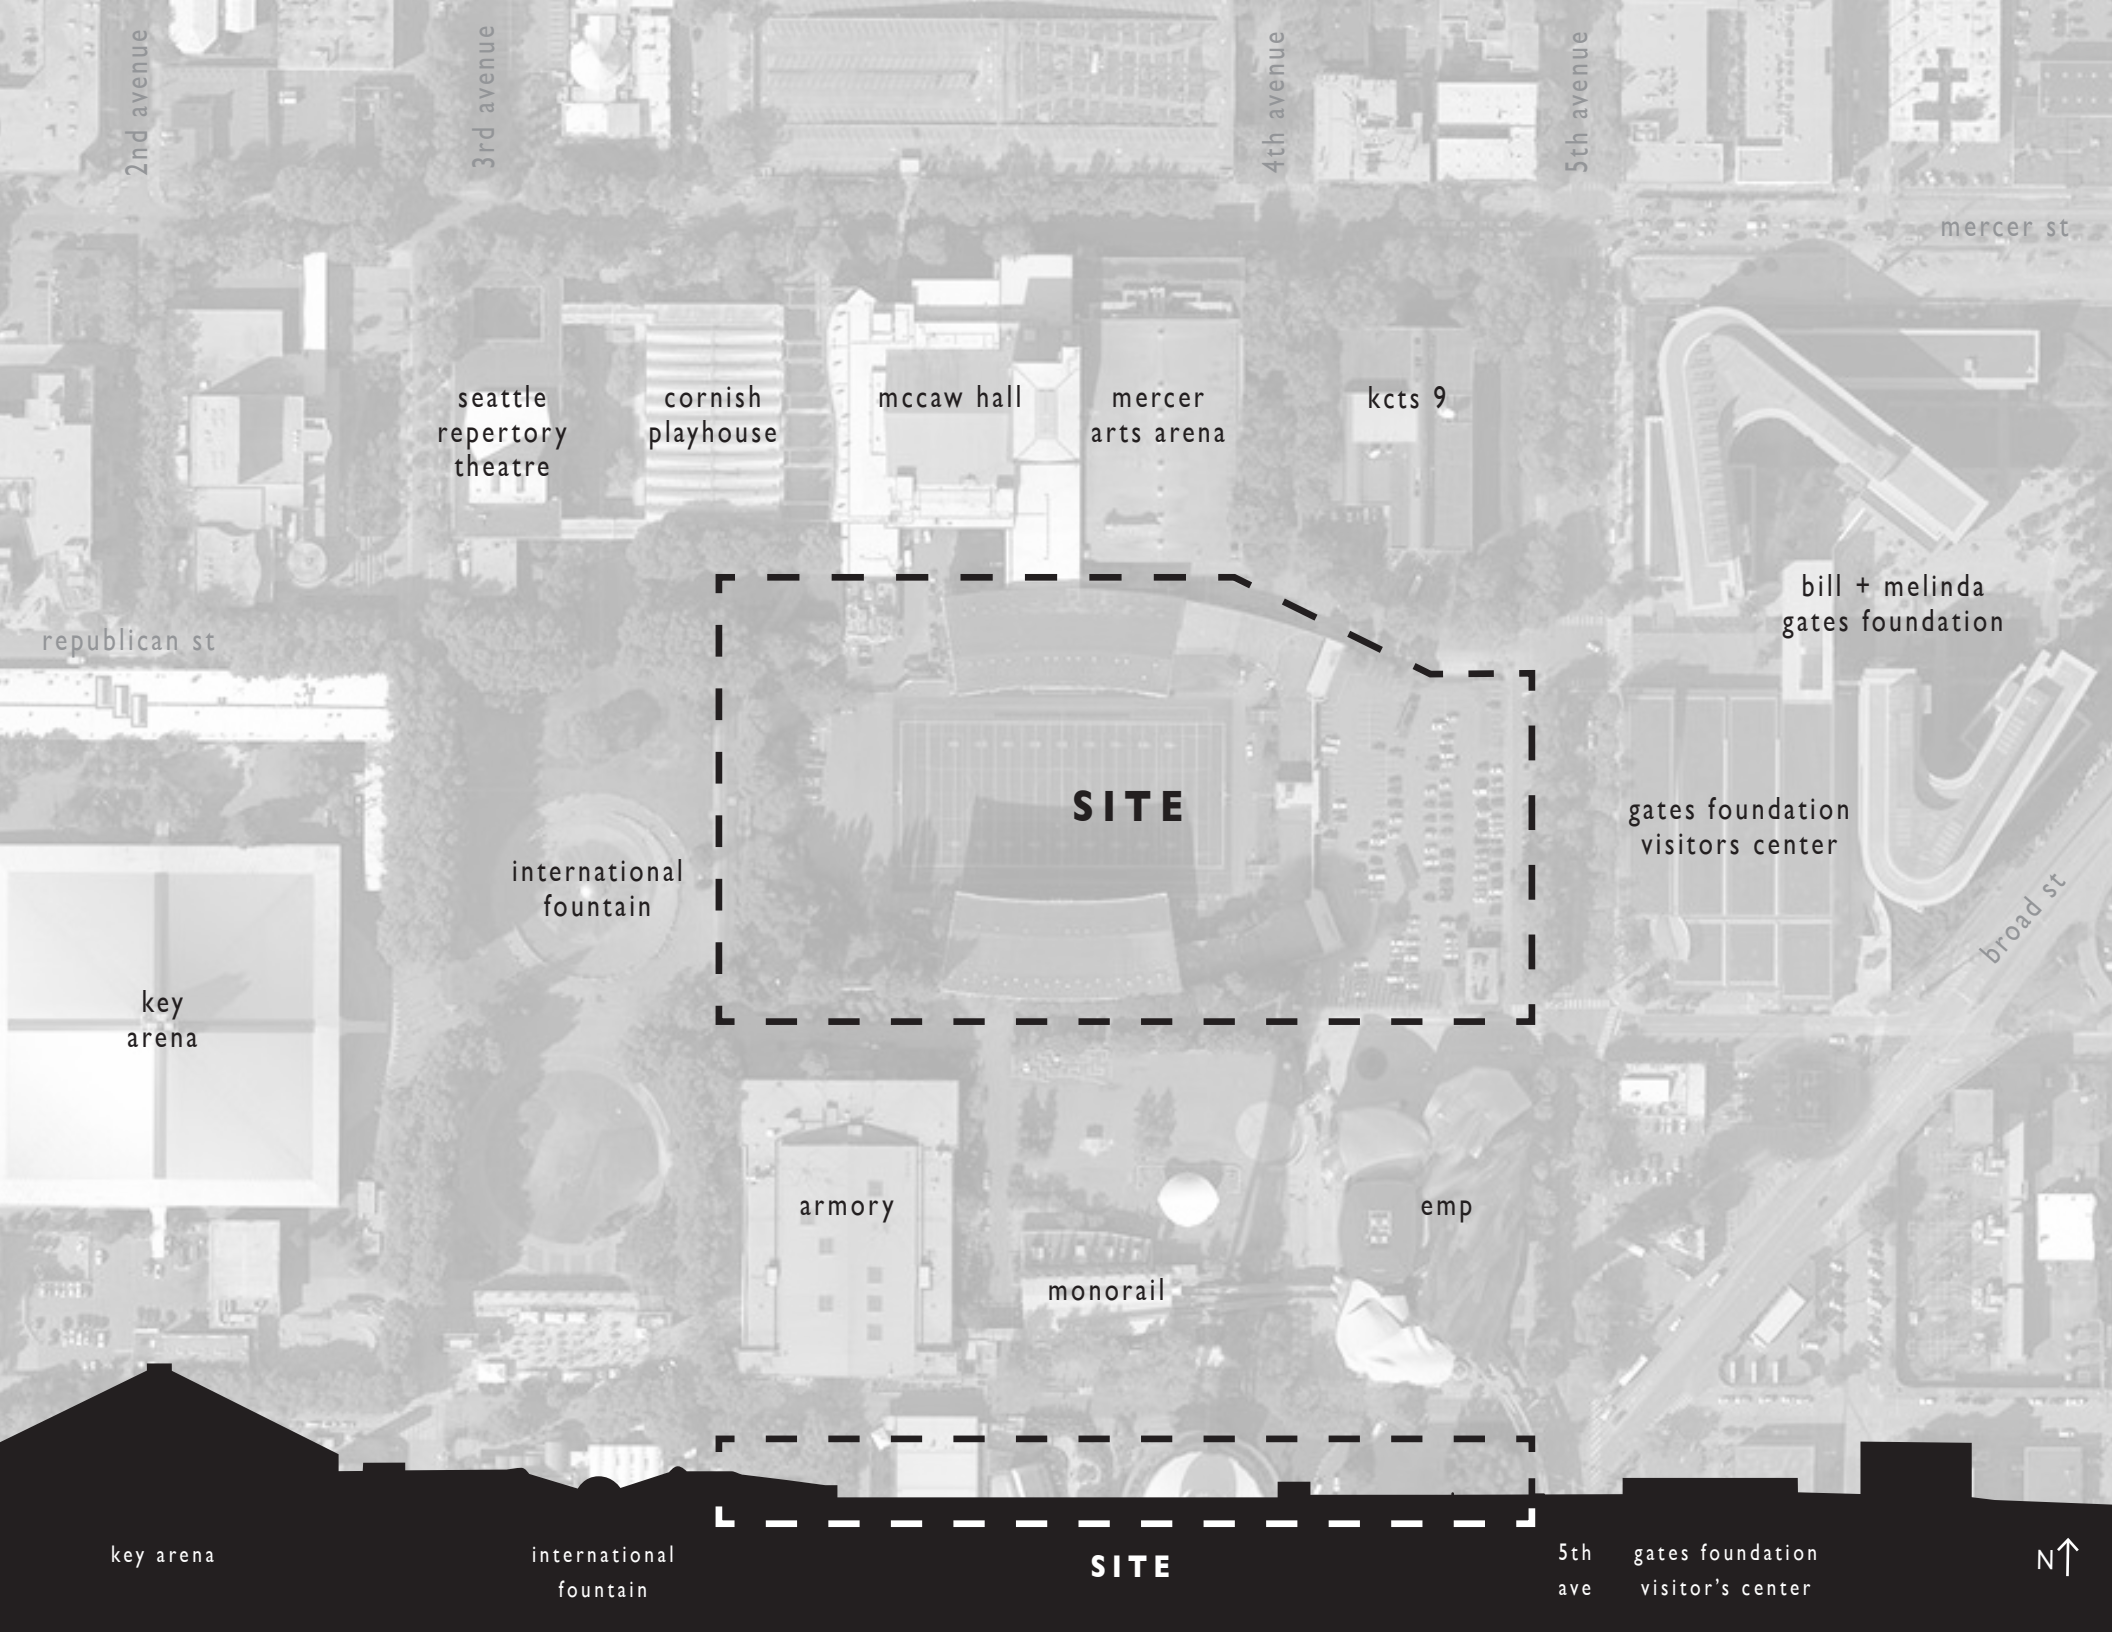 2nd avenue
3rd avenue
4th avenue
5th avenue
mercer st
seattle
repertory
theatre
cornish
playhouse
mccaw hall
mercer
arts arena
kcts 9
bill + melinda
gates foundation
republican st
SITE
gates foundation
visitors center
international
fountain
broad st
key
arena
armory
emp
monorail
key arena
international
fountain
SITE
5th
ave
gates foundation
visitor’s center
N